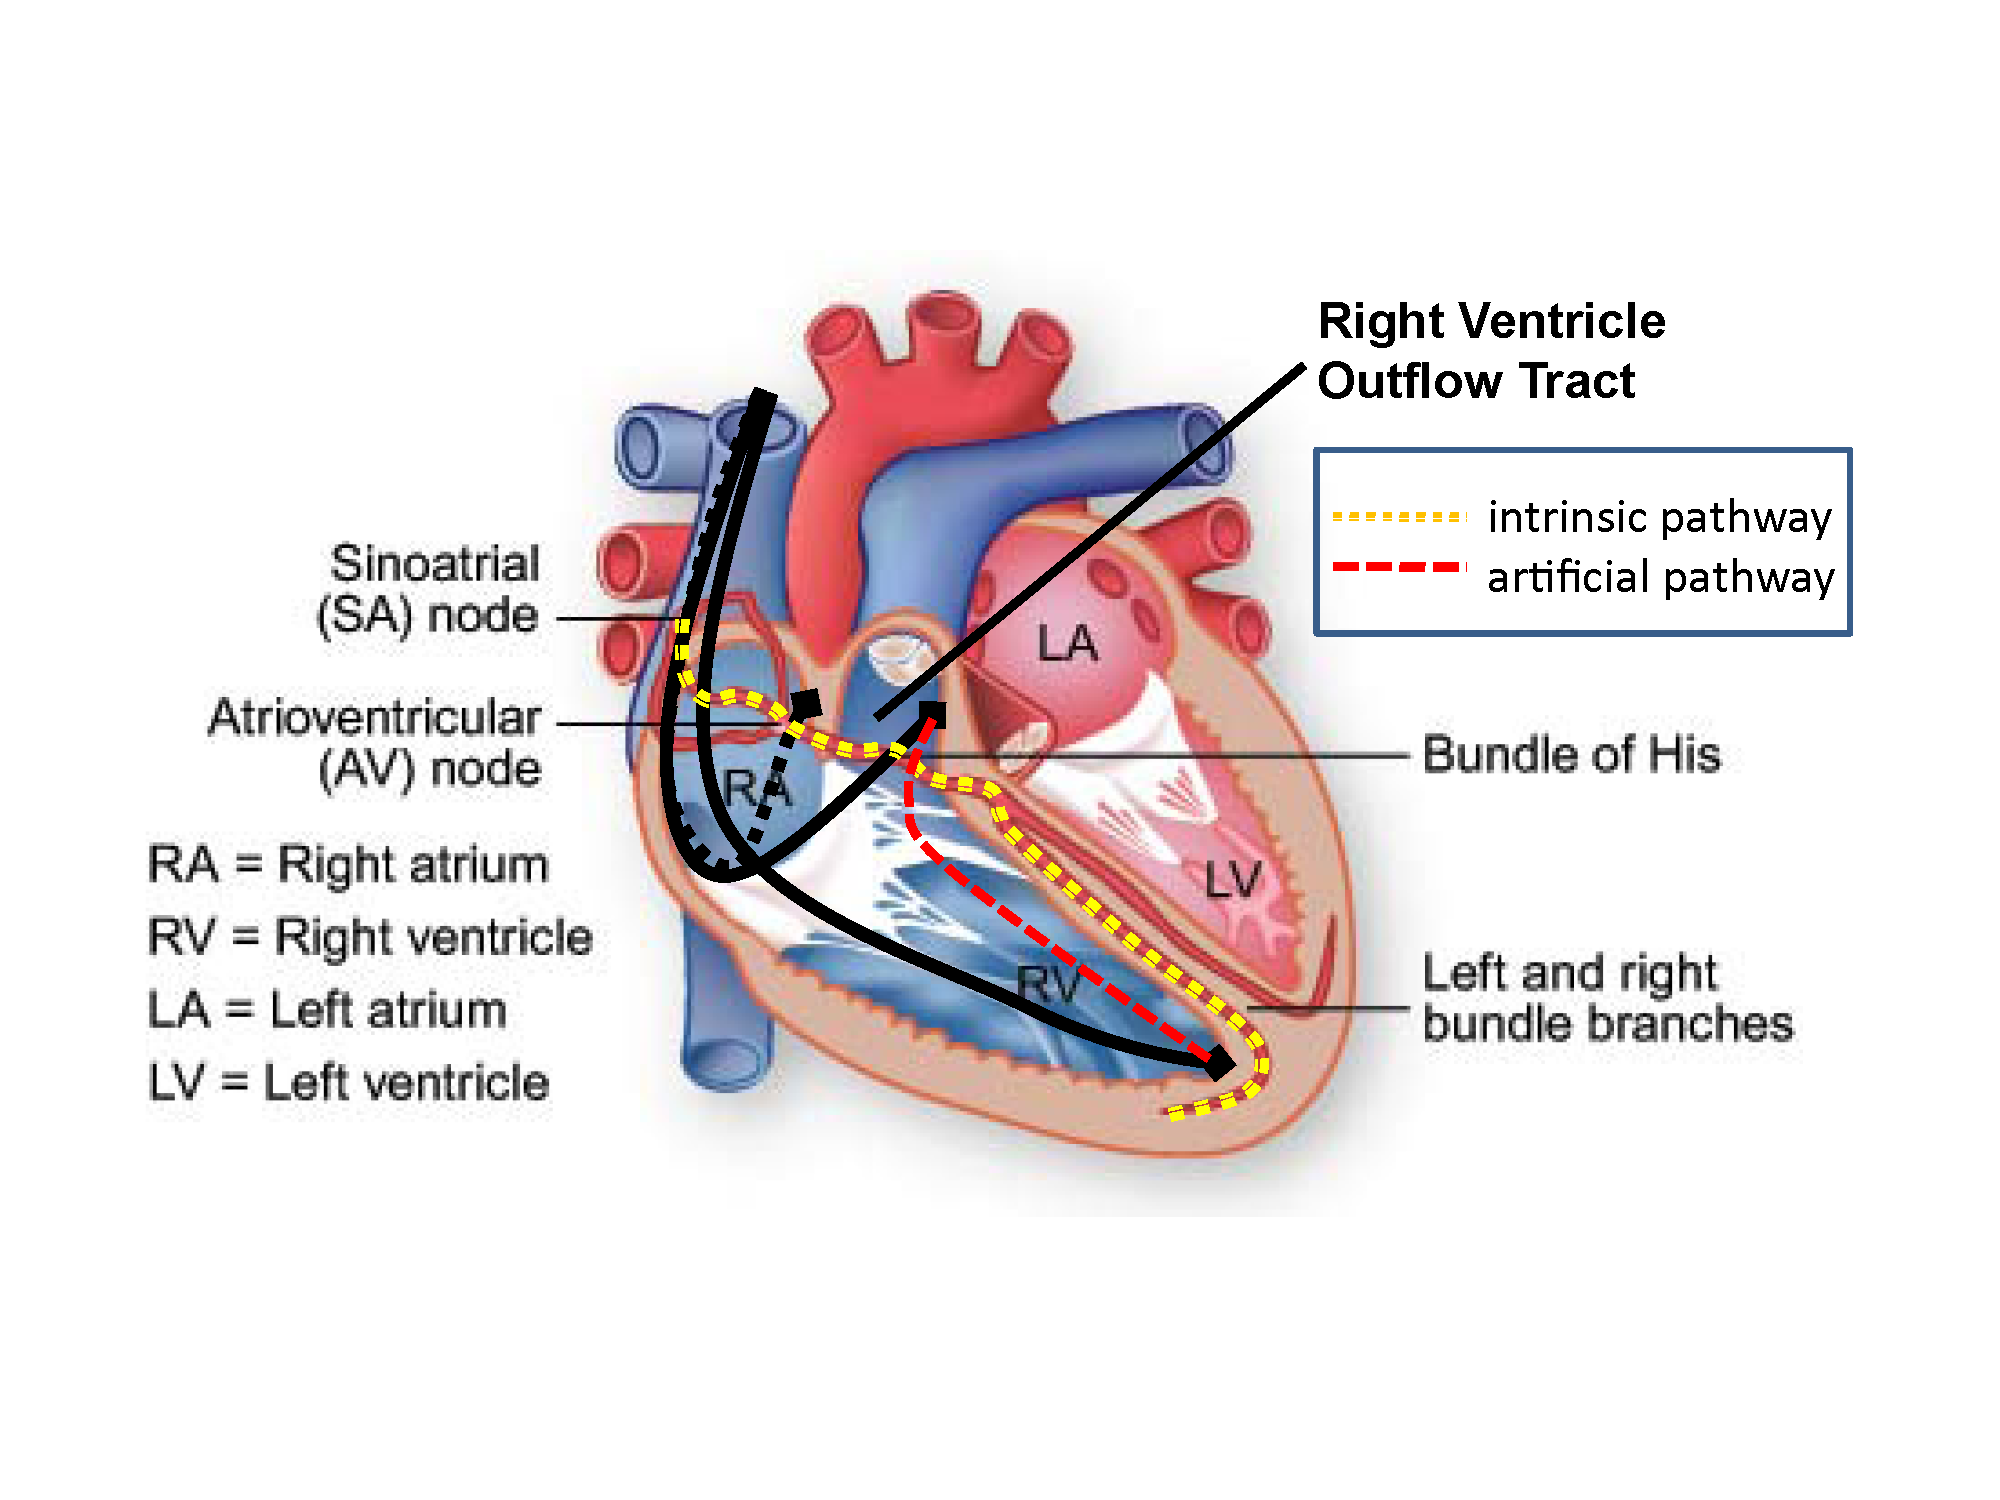 Right Ventricle
Outflow Tract
intrinsic pathway
artificial pathway
Sinoatrial
(SA) node
LA
Atrioventricular
(AV) node
Bundle of His
RA
RA = Right atrium
LV
RV = Right ventricle
RV
Left and right
bundle branches
LA = Left atrium
LV = Left ventricle